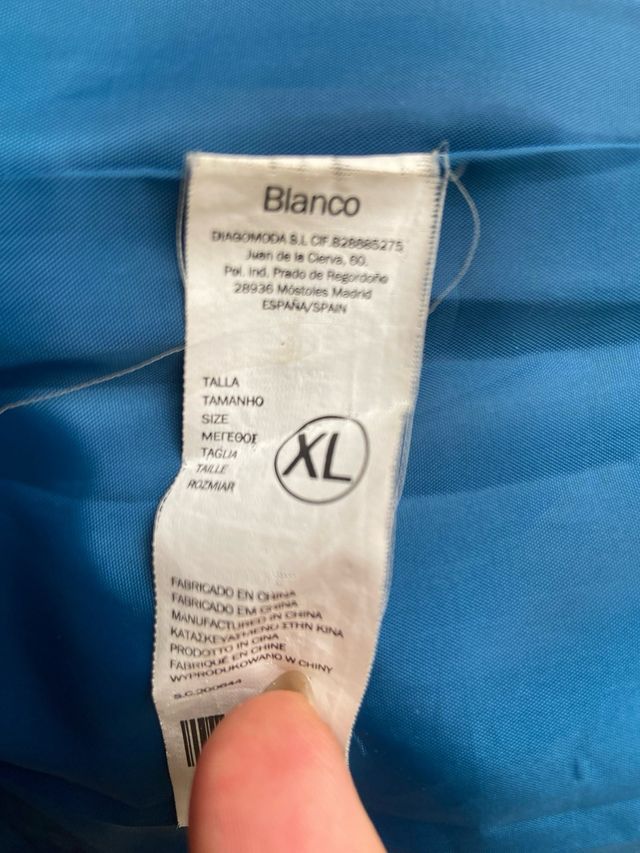 Blanco
DIAGOMODA S.L CIF.B28885275
Juan de la Cierva, 60.
Pol. Ind. Prado de Regordoño
28936 Móstoles Madrid
ESPAÑA/SPAIN
TALLA
TAMANHO
SIZE
ΜΕΓΕΘΟΣ
TAGLIA
TAILLE
ROZMIAR
XL
FABRICADO EN CHINA
FABRICADO EM CHINA
MANUFACTURED IN CHINA
ΚΑΤΑΣΚΕΥΑΣΜΕΝΟ ΣΤΗΝ ΚΙΝΑ
PRODOTTO IN CINA
FABRIQUÉ EN CHINE
WYPRODUKOWANO W CHINY
S.C.200644